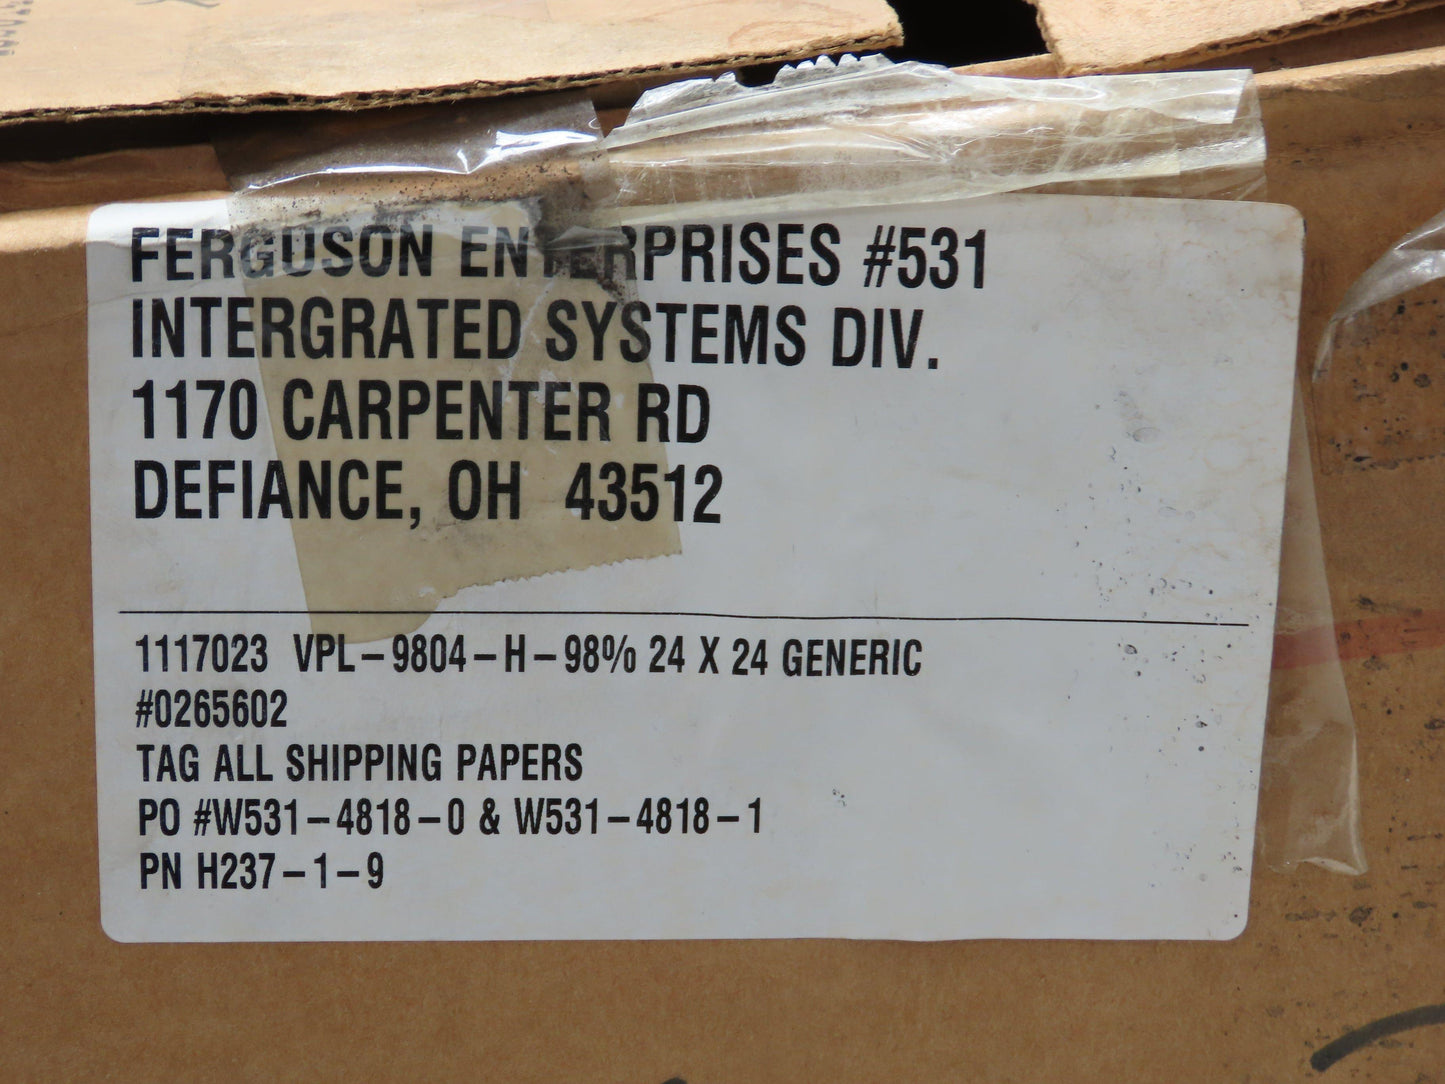 FERGUSON ENTERPRISES #531
INTERGRATED SYSTEMS DIV.
1170 CARPENTER RD
DEFIANCE, OH 43512
1117023 VPL-9804-H-98% 24 X 24 GENERIC
#0265602
TAG ALL SHIPPING PAPERS
PO #W531-4818-0 & W531-4818-1
PN H237-1-9